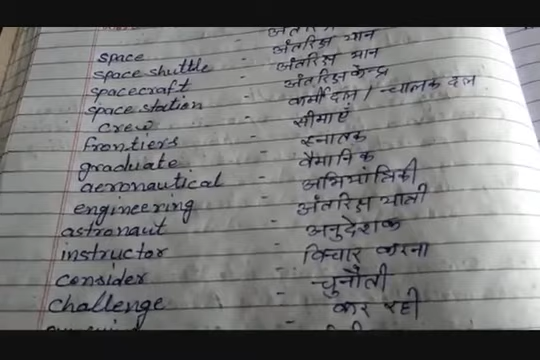 space - अंतरिक्ष
space shuttle - अंतरिक्ष यान
spacecraft - अंतरिक्ष यान
space station - अंतरिक्ष केन्द्र
crew - कर्मीदल / चालक दल
frontiers - सीमाएँ
graduate - स्नातक
aeronautical - वैमानिक
engineering - अभियांत्रिकी
astronaut - अंतरिक्ष यात्री
instructor - अनुदेशक
consider - विचार करना
challenge - चुनौती
- कर रही